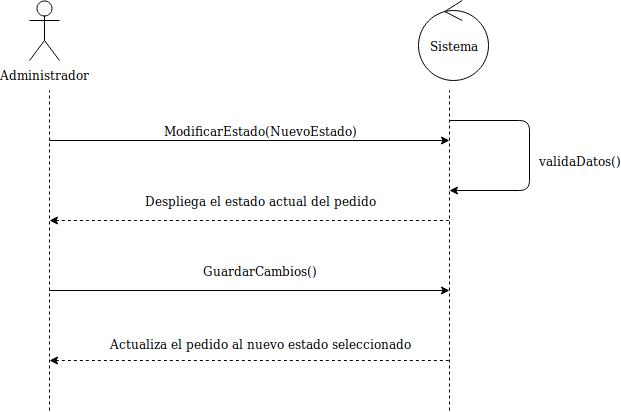 Sistema
Administrador
ModificarEstado(NuevoEstado)
validaDatos()
Despliega el estado actual del pedido
GuardarCambios()
Actualiza el pedido al nuevo estado seleccionado